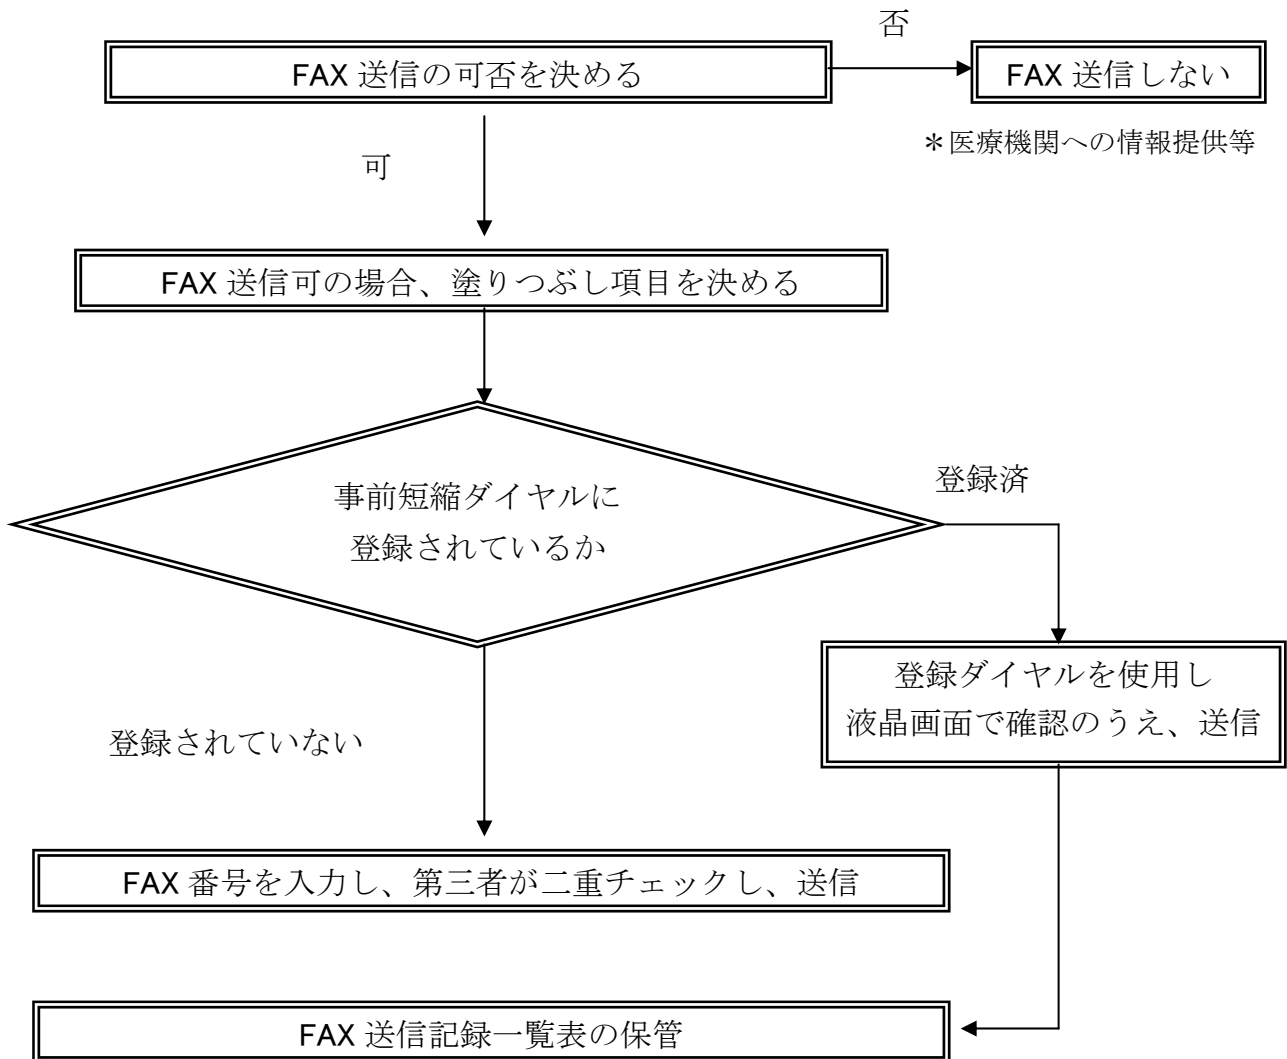 否
FAX 送信の可否を決める
FAX 送信しない
＊医療機関への情報提供等
可
FAX 送信可の場合、塗りつぶし項目を決める
事前短縮ダイヤルに
登録されているか
登録済
登録ダイヤルを使用し
液晶画面で確認のうえ、送信
登録されていない
FAX 番号を入力し、第三者が二重チェックし、送信
FAX 送信記録一覧表の保管